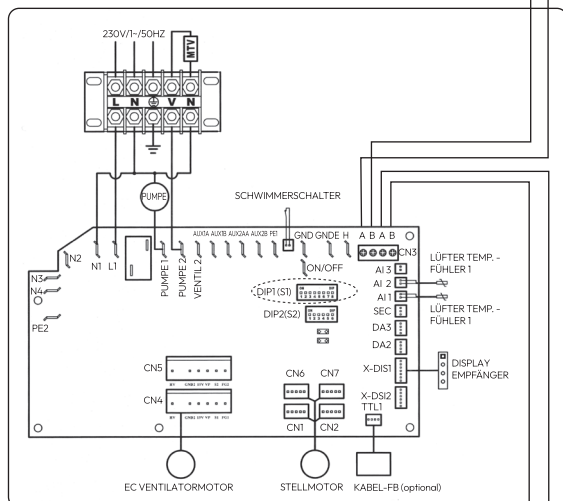 230V/1~/50HZ
MTV
L N V N
PUMPE
SCHWIMMERSCHALTER
A B A B
AUX1A AUX1B AUX2AA AUX2B PE1 GND GNDE H
CN3
N2
N1 L1
PUMPE 1
PUMPE 2
VENTIL 2
ON/OFF
N3
N4
PE2
DIP1 (S1)
DIP2(S2)
AI 3
AI 2
AI 1
SEC
DA3
DA2
X-DIS1
X-DSI2
TTL1
LÜFTER TEMP. -
FÜHLER 1
LÜFTER TEMP. -
FÜHLER 1
DISPLAY
EMPFÄNGER
CN5
CN4
CN6 CN7
CN1 CN2
EC VENTILATORMOTOR
STELLMOTOR
KABEL-FB (optional)